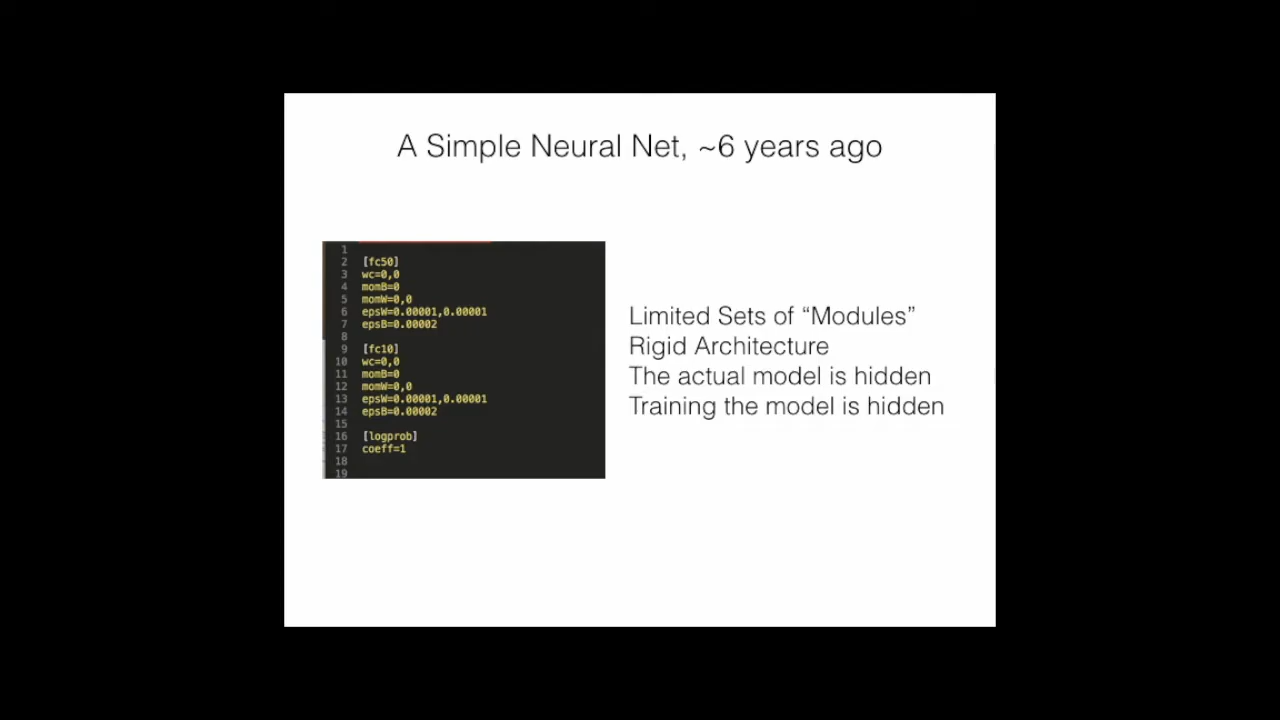 A Simple Neural Net, ~6 years ago
1
2 [fc50]
3 wc=0,0
4 momB=0
5 momW=0,0
6 epsW=0.00001,0.00001
7 epsB=0.00002
8
9 [fc10]
10 wc=0,0
11 momB=0
12 momW=0,0
13 epsW=0.00001,0.00001
14 epsB=0.00002
15
16 [logprob]
17 coeff=1
18
19
Limited Sets of “Modules”
Rigid Architecture
The actual model is hidden
Training the model is hidden